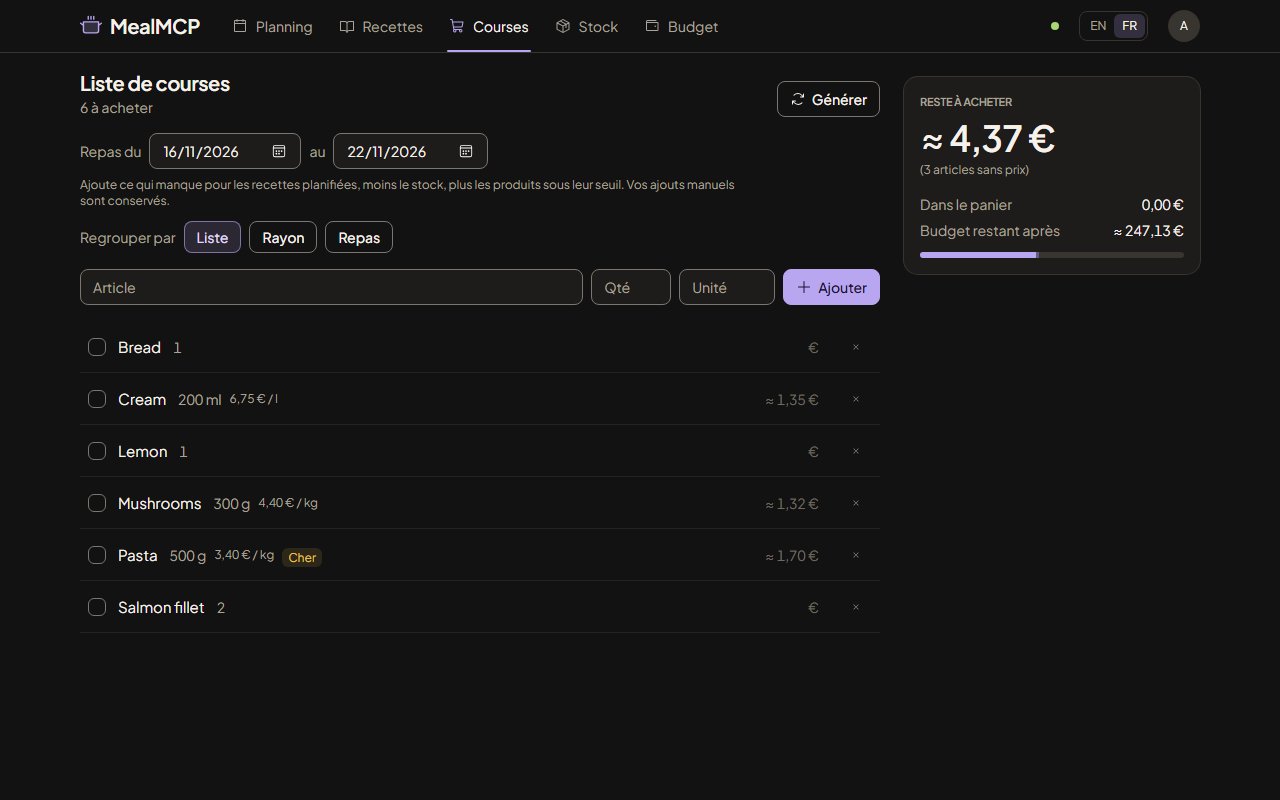 MealMCP
Planning
Recettes
Courses
Stock
Budget
EN
FR
A
Liste de courses
6 à acheter
Générer
Repas du 16/11/2026 au 22/11/2026
Ajoute ce qui manque pour les recettes planifiées, moins le stock, plus les produits sous leur seuil. Vos ajouts manuels
sont conservés.
Regrouper par Liste Rayon Repas
Article Qté Unité + Ajouter
Bread 1 € ×
Cream 200 ml 6,75 € / l ≈ 1,35 € ×
Lemon 1 € ×
Mushrooms 300 g 4,40 € / kg ≈ 1,32 € ×
Pasta 500 g 3,40 € / kg Cher ≈ 1,70 € ×
Salmon fillet 2 € ×
RESTE À ACHETER
≈ 4,37 €
(3 articles sans prix)
Dans le panier 0,00 €
Budget restant après ≈ 247,13 €